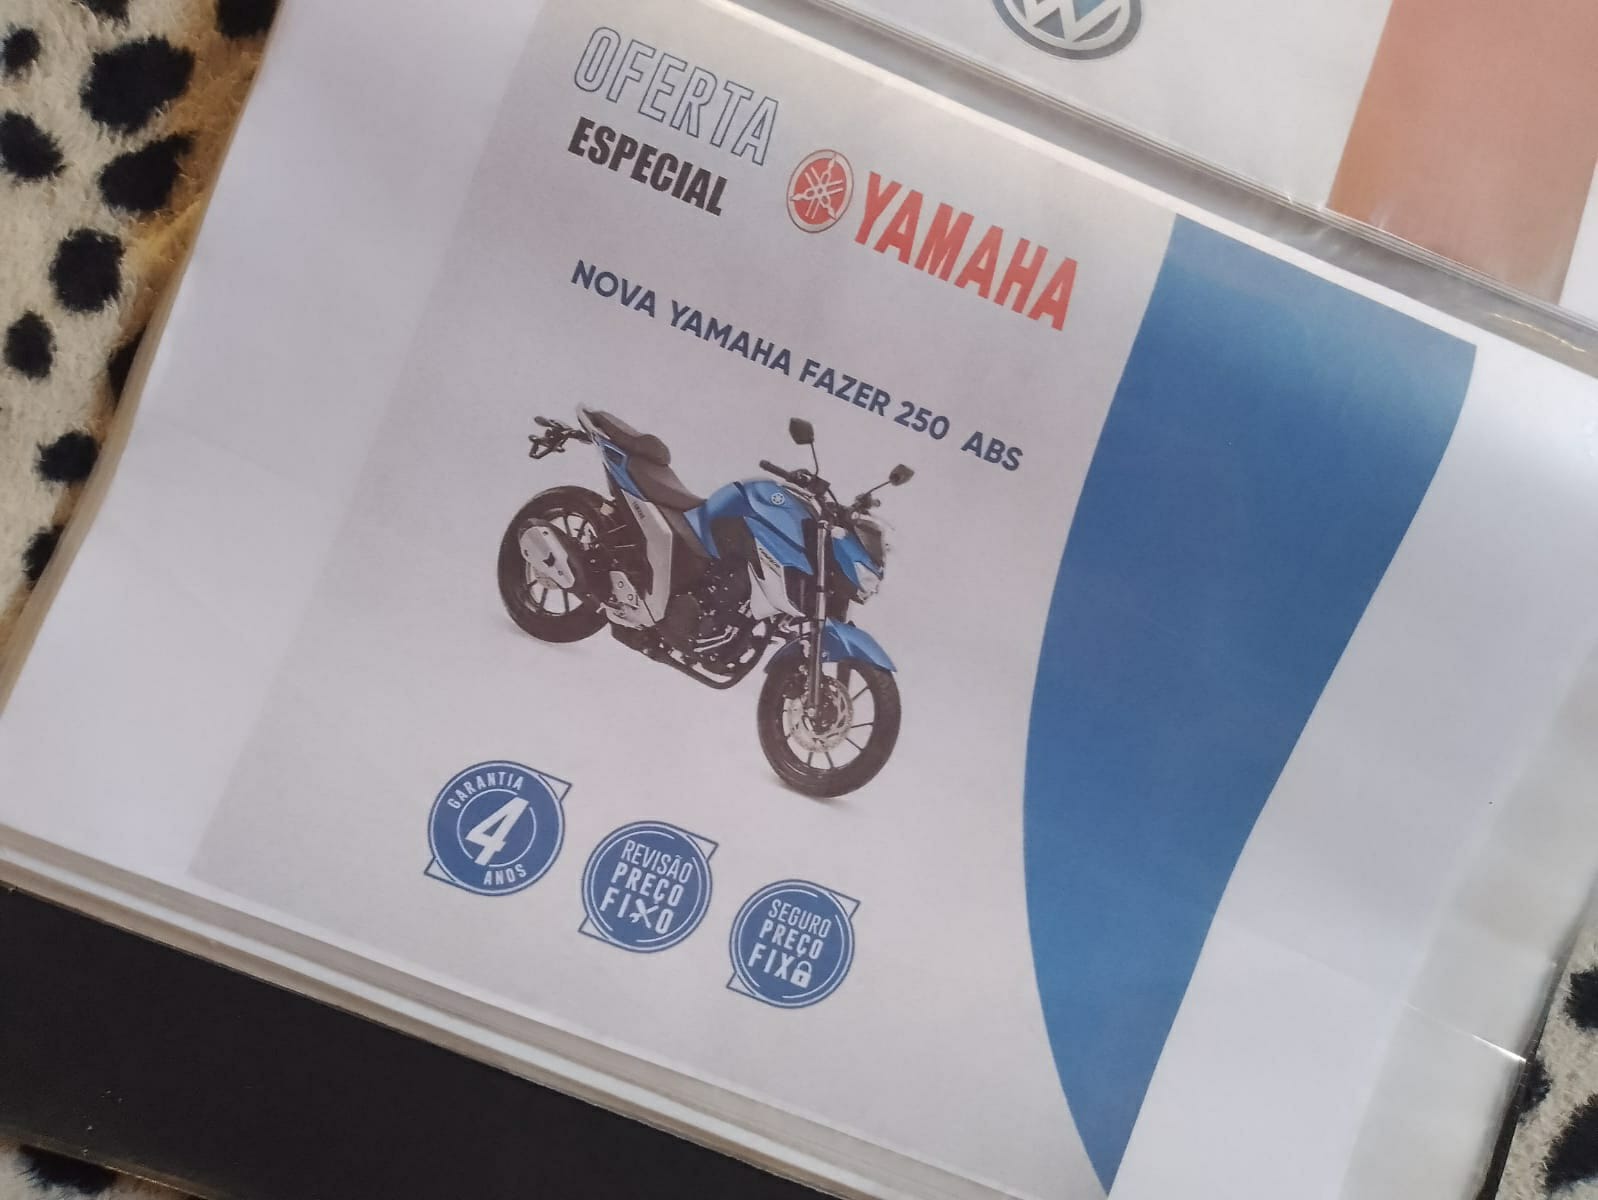 OFERTA
ESPECIAL
YAMAHA
NOVA YAMAHA FAZER 250 ABS
GARANTIA
4
ANOS
REVISÃO
PREÇO
FIXO
SEGURO
PREÇO
FIXO